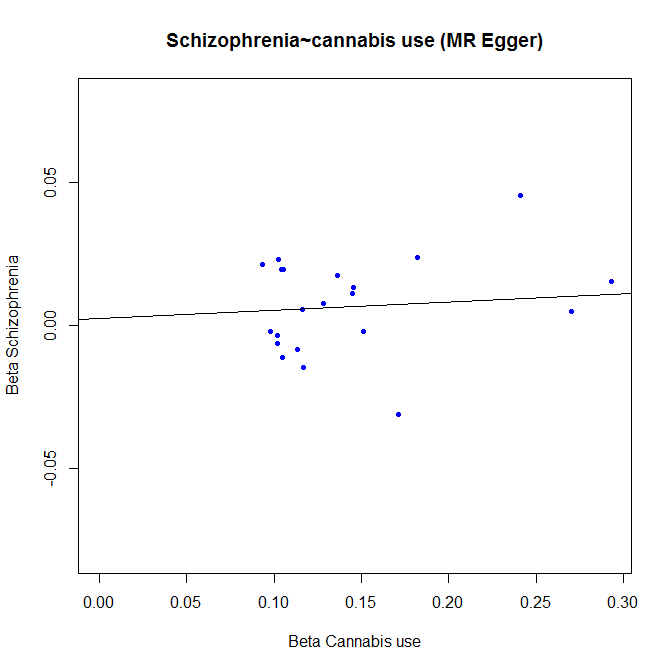 Schizophrenia~cannabis use (MR Egger)
Beta Schizophrenia
0.05
0.00
-0.05
0.00 0.05 0.10 0.15 0.20 0.25 0.30
Beta Cannabis use